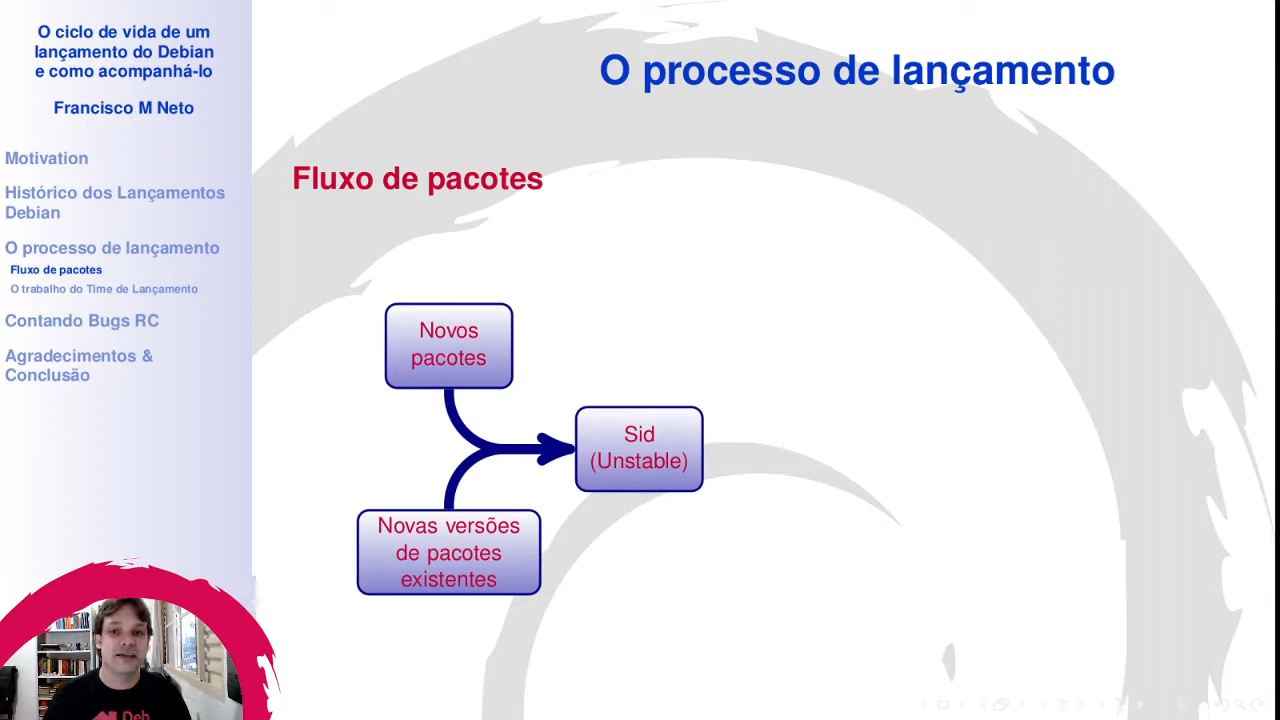 O ciclo de vida de um
lançamento do Debian
e como acompanhá-lo
Francisco M Neto
Motivation
Histórico dos Lançamentos
Debian
O processo de lançamento
Fluxo de pacotes
O trabalho do Time de Lançamento
Contando Bugs RC
Agradecimentos &
Conclusão
O processo de lançamento
Fluxo de pacotes
Novos
pacotes
Sid
(Unstable)
Novas versões
de pacotes
existentes
Deb